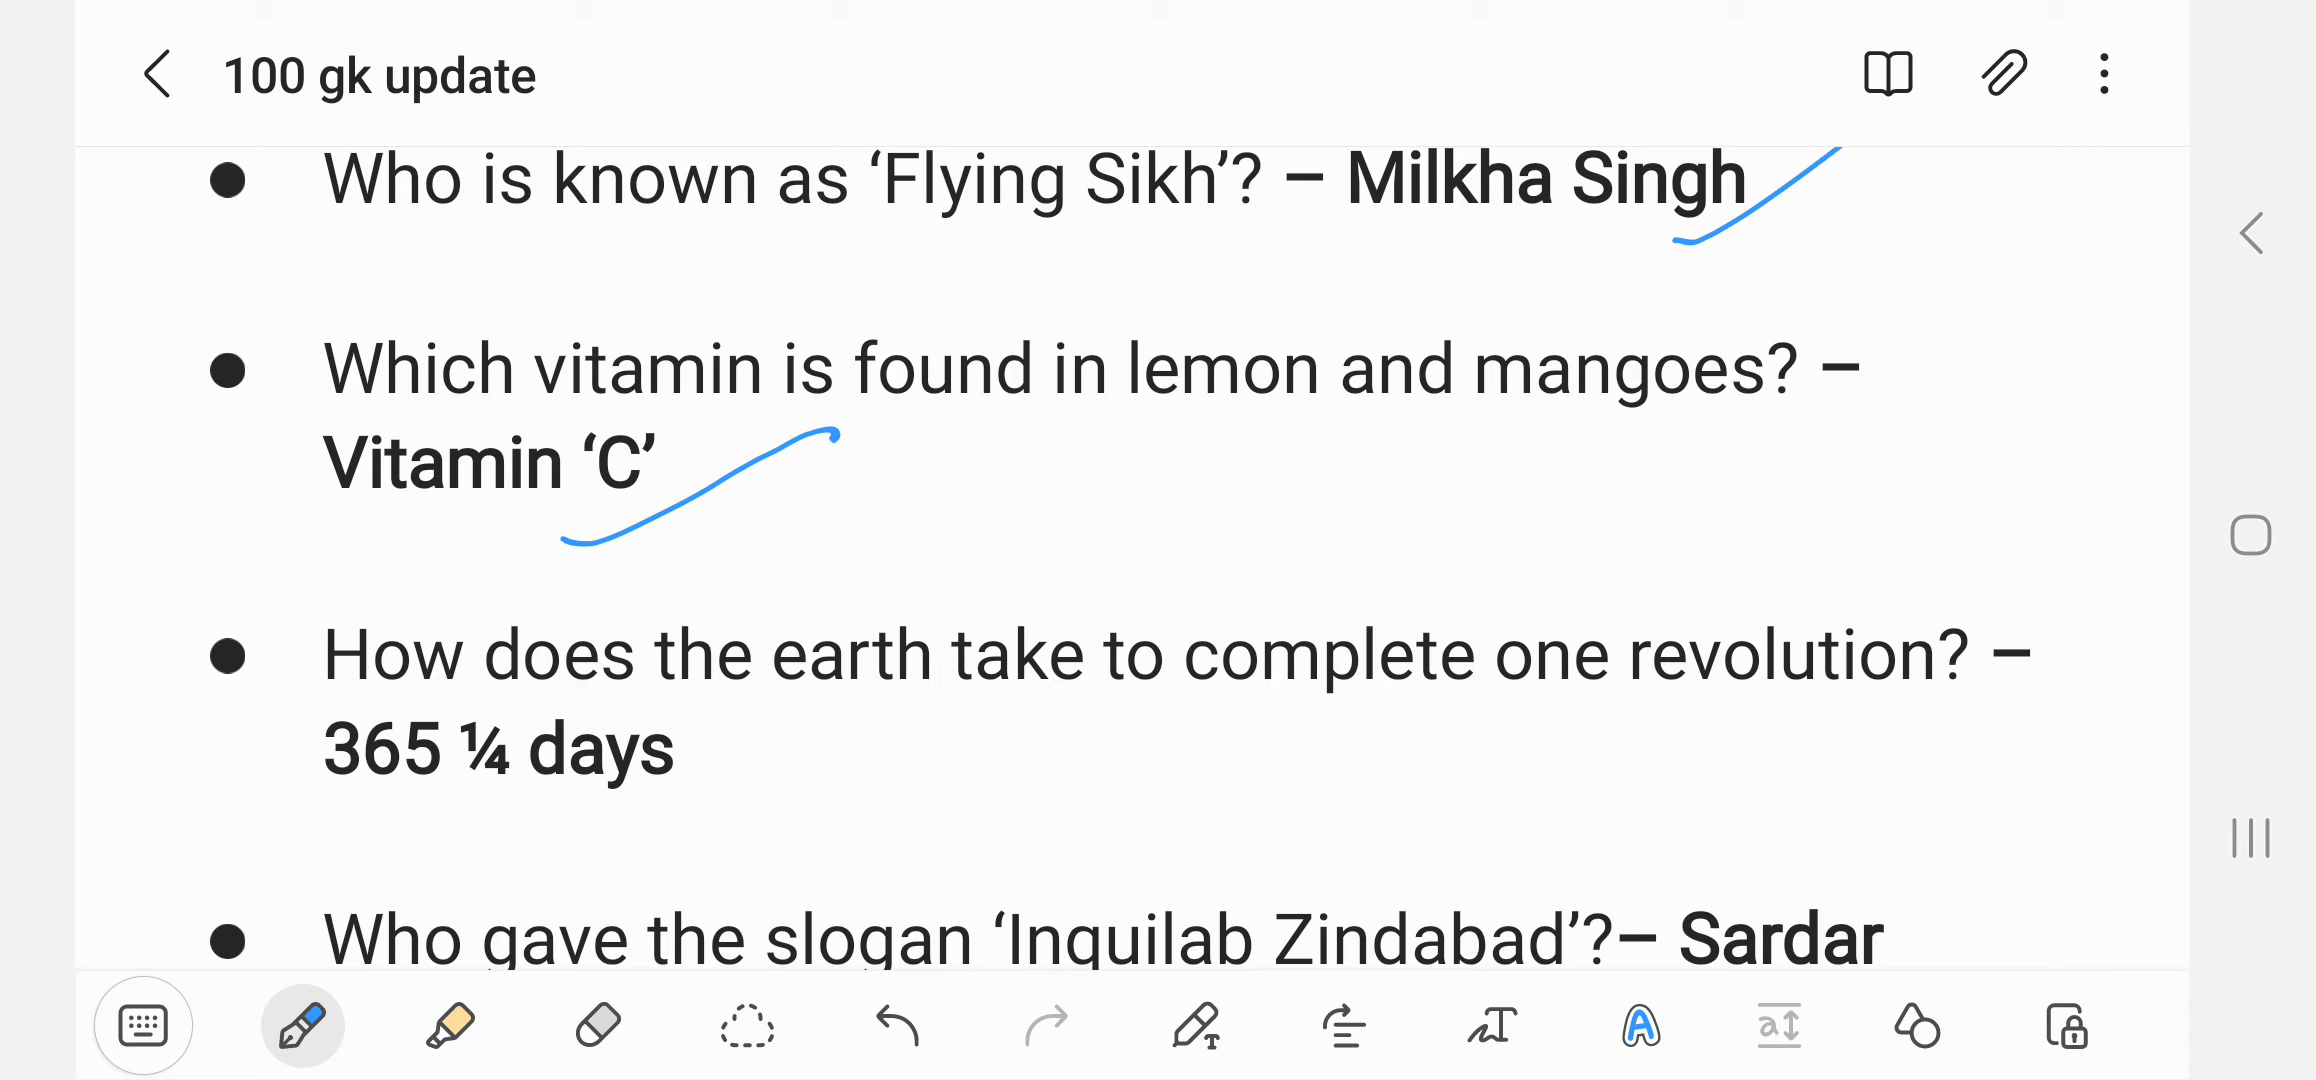 100 gk update
● Who is known as ‘Flying Sikh’? – Milkha Singh
● Which vitamin is found in lemon and mangoes? –
Vitamin ‘C’
● How does the earth take to complete one revolution? –
365 ¼ days
● Who gave the slogan ‘Inquilab Zindabad’?– Sardar